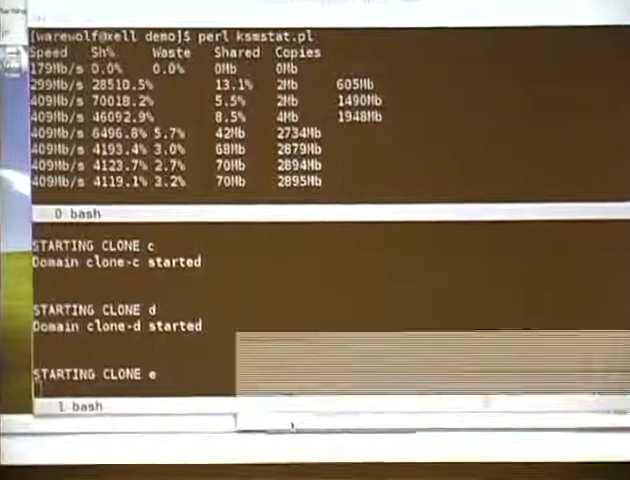 [warewolf@xell demo]$ perl ksmstat.pl
Speed Sh% Waste Shared Copies
179Mb/s 0.0% 0.0% 0Mb 0Mb
299Mb/s 28510.5% 13.1% 2Mb 605Mb
409Mb/s 70018.2% 5.5% 2Mb 1490Mb
409Mb/s 46092.9% 8.5% 4Mb 1948Mb
409Mb/s 6496.8% 5.7% 42Mb 2734Mb
409Mb/s 4193.4% 3.0% 68Mb 2879Mb
409Mb/s 4123.7% 2.7% 70Mb 2894Mb
409Mb/s 4119.1% 3.2% 70Mb 2895Mb
0 bash
STARTING CLONE c
Domain clone-c started
STARTING CLONE d
Domain clone-d started
STARTING CLONE e
1 bash